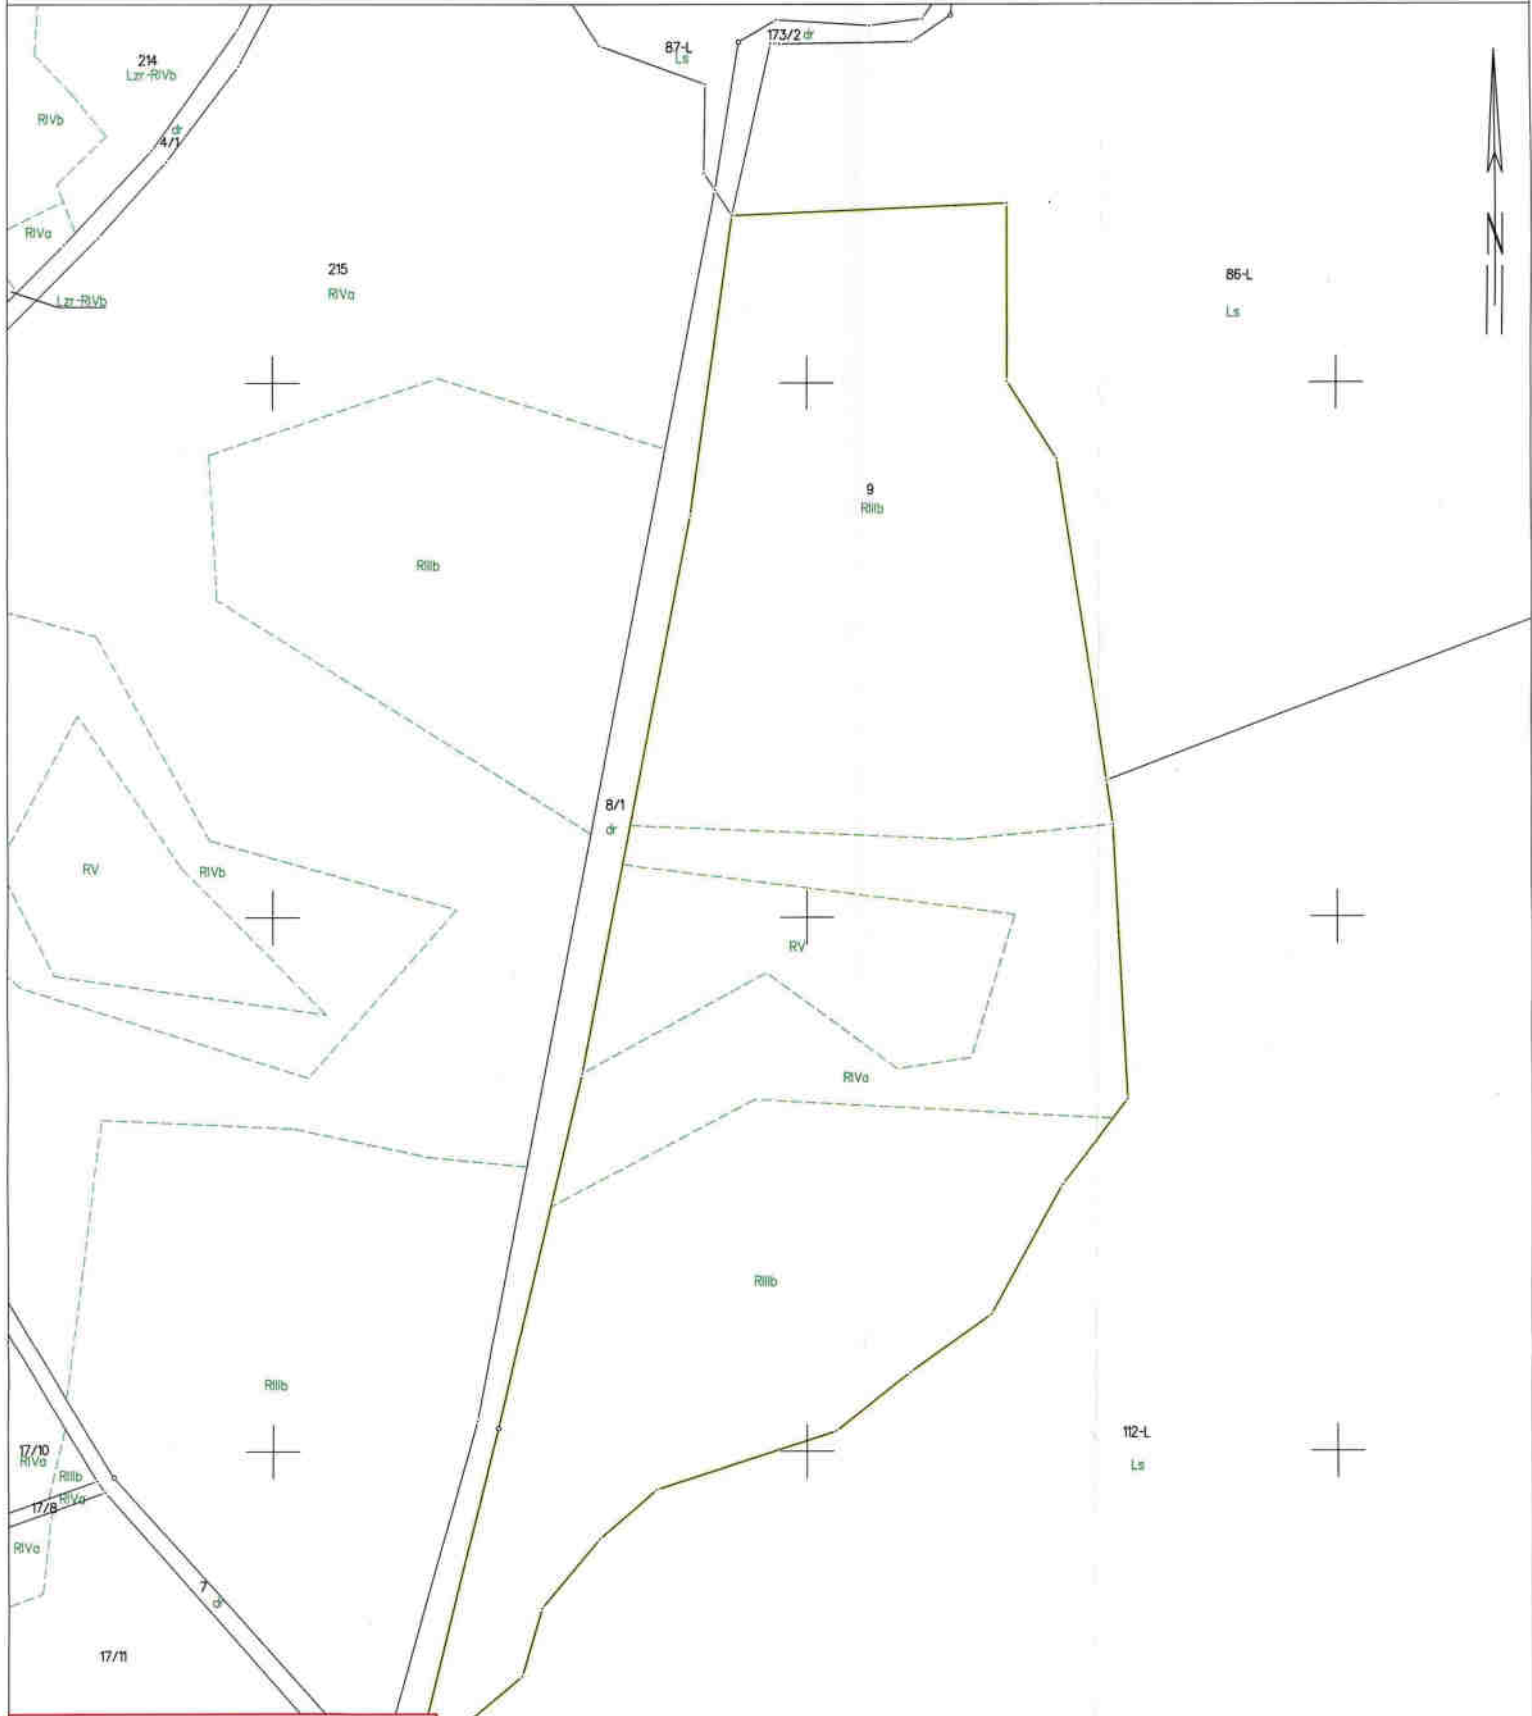 173/2 dr
87-L
Ls
214
Lzr-RIVb
RIVb
dr
4/1
RIVa
N
215
RIVa
86-L
Ls
Lzr-RIVb
9
RIIIb
RIIIb
8/1
dr
RV
RIVb
RV
RIVa
RIIIb
RIIIb
112-L
Ls
17/10
RIVa
RIIIb
RIVa
17/8
RIVa
7
dr
17/11